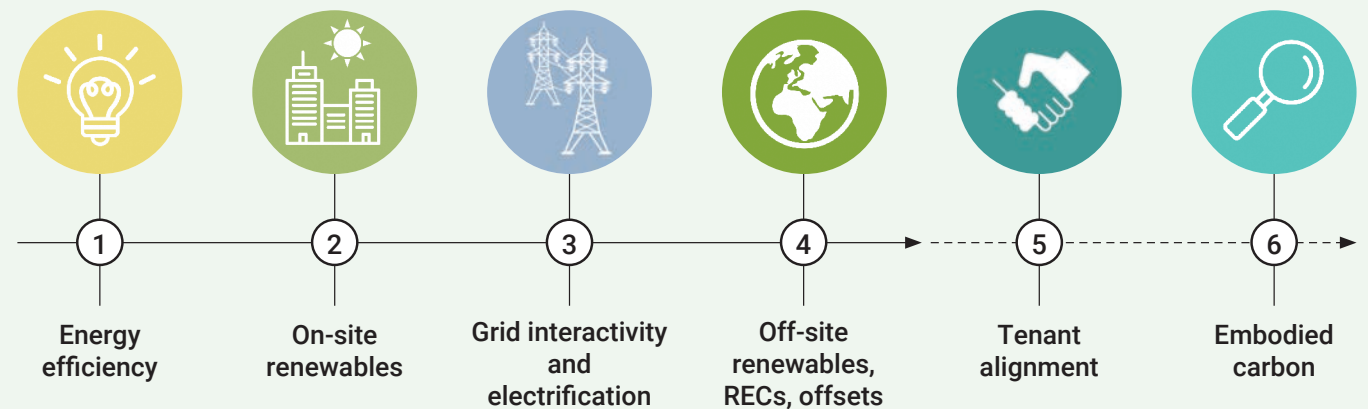 1
2
3
4
5
6
Energy
efficiency
On-site
renewables
Grid interactivity
and
electrification
Off-site
renewables,
RECs, offsets
Tenant
alignment
Embodied
carbon